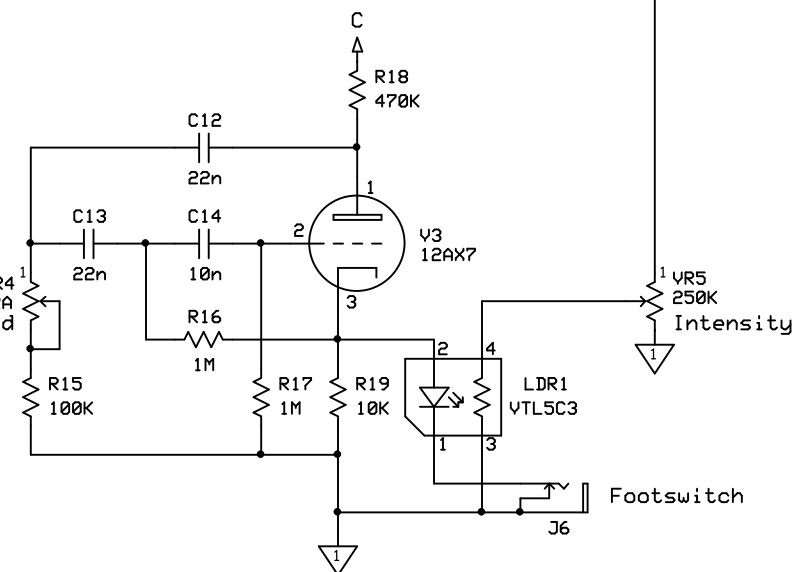 C
R18
470K
C12
22n
1
C13
22n
C14
10n
2
V3
12AX7
3
1
R16
1M
R15
100K
R17
1M
R19
10K
2
4
LDR1
VTL5C3
1
3
1
VR5
250K
Intensity
1
Footswitch
J6
1